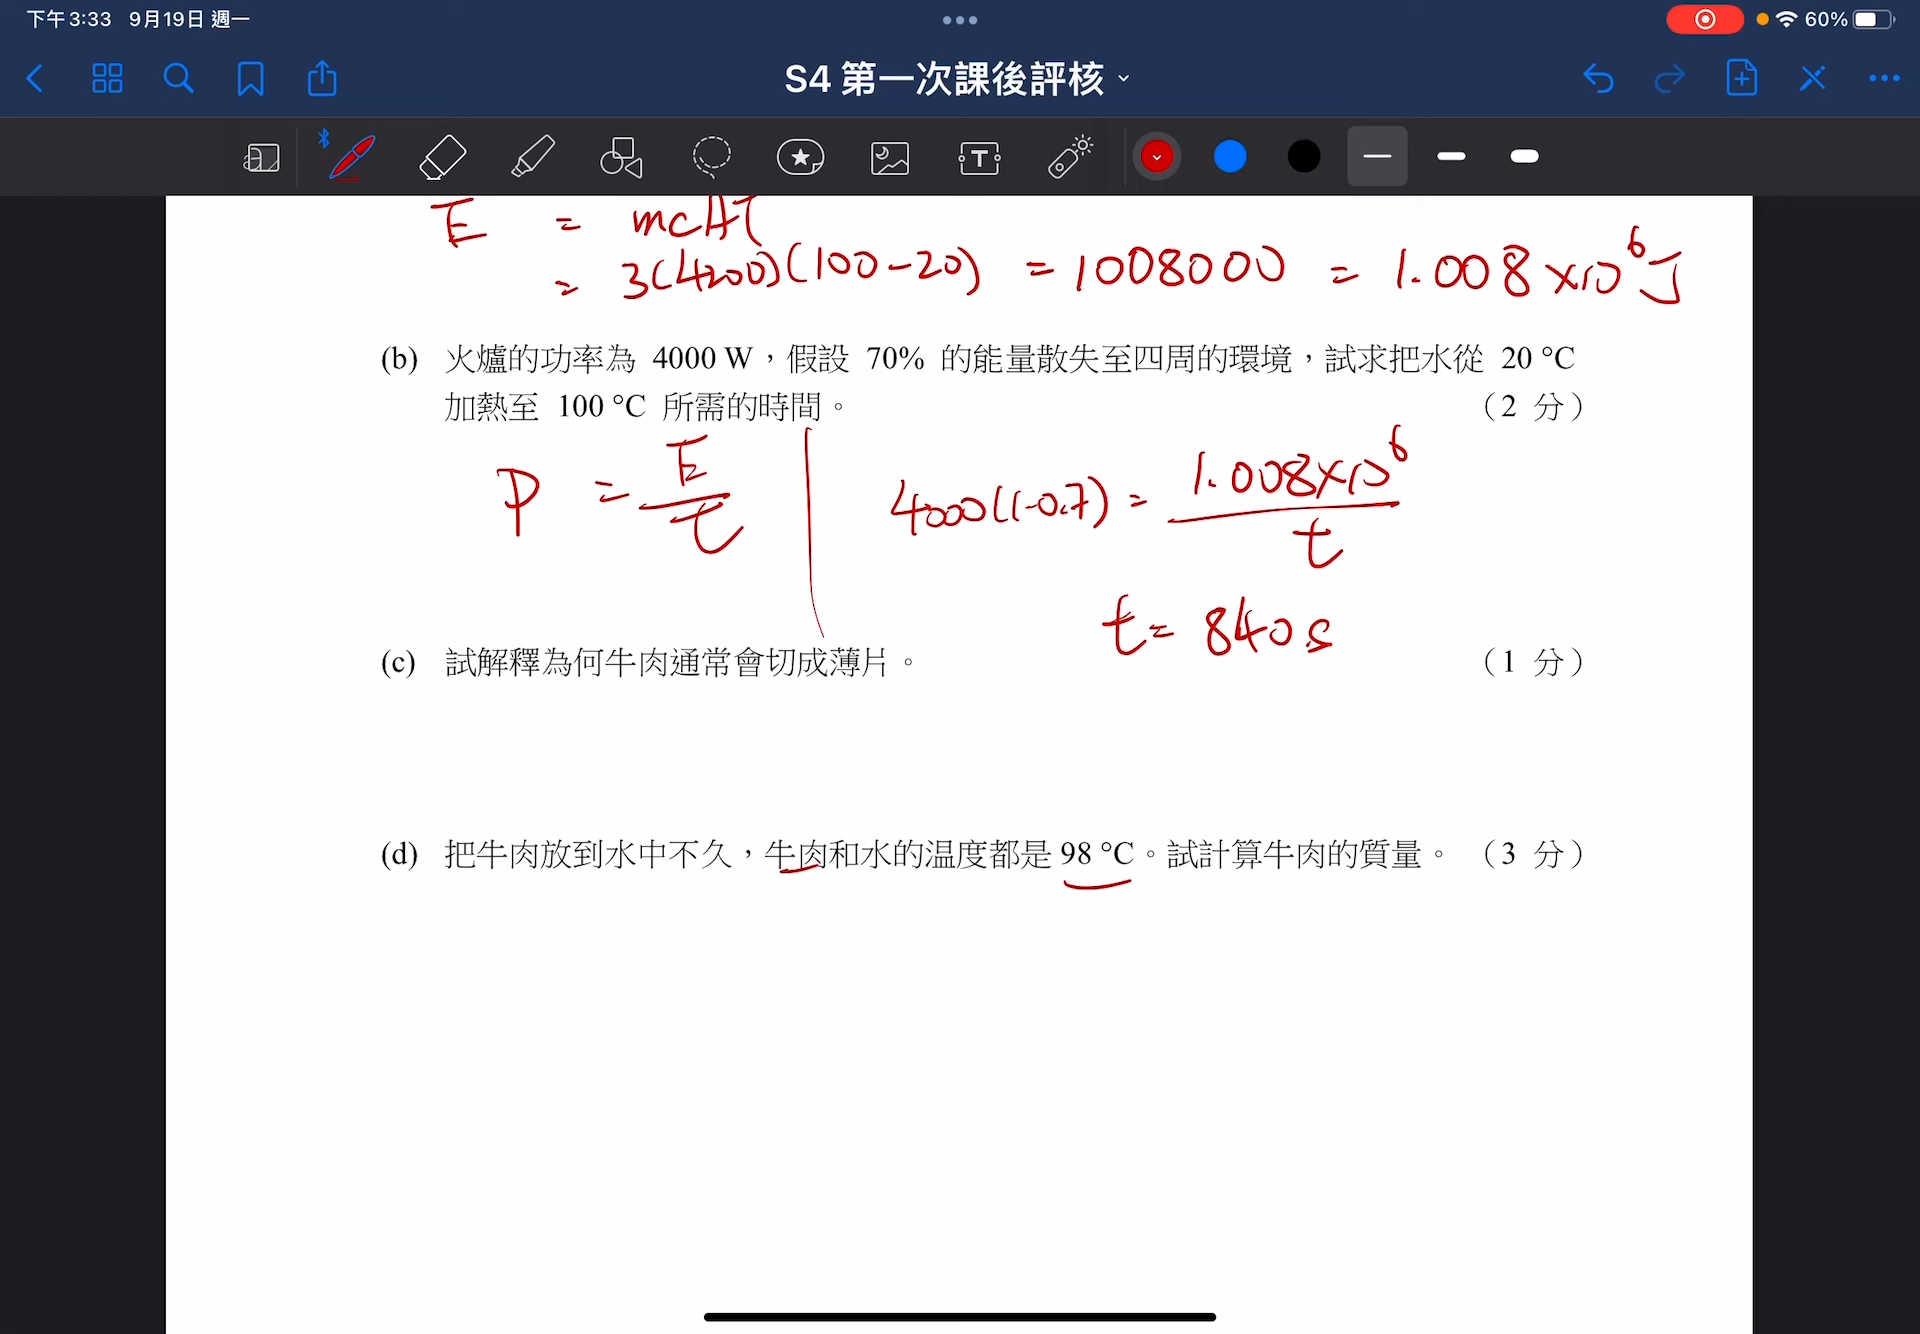 下午3:33 9月19日 週一
60%
S4 第一次課後評核
T
E = mcΔT
= 3(4200)(100-20) = 1008000 = 1.008×10⁶J
(b) 火爐的功率為 4000 W，假設 70% 的能量散失至四周的環境，試求把水從 20 °C
加熱至 100 °C 所需的時間。 （2 分）
P = E/t
4000(1-0.7) = 1.008×10⁶/t
t = 840s
(c) 試解釋為何牛肉通常會切成薄片。 （1 分）
(d) 把牛肉放到水中不久，牛肉和水的温度都是 98 °C。試計算牛肉的質量。 （3 分）